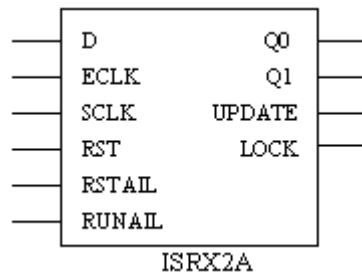 D Q0
ECLK Q1
SCLK UPDATE
RST LOCK
RSTAIL
RUNAIL
ISRX2A